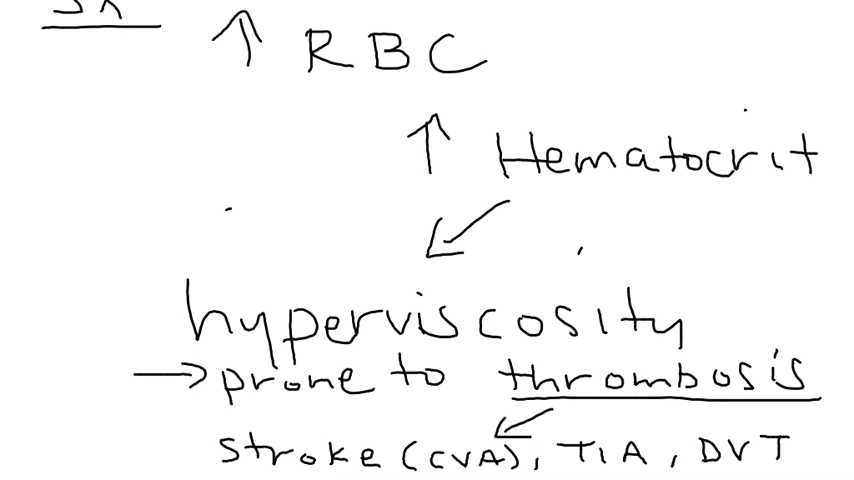 ↑ RBC
↑ Hematocrit
hyperviscosity
→ prone to thrombosis
stroke (CVA), TIA, DVT